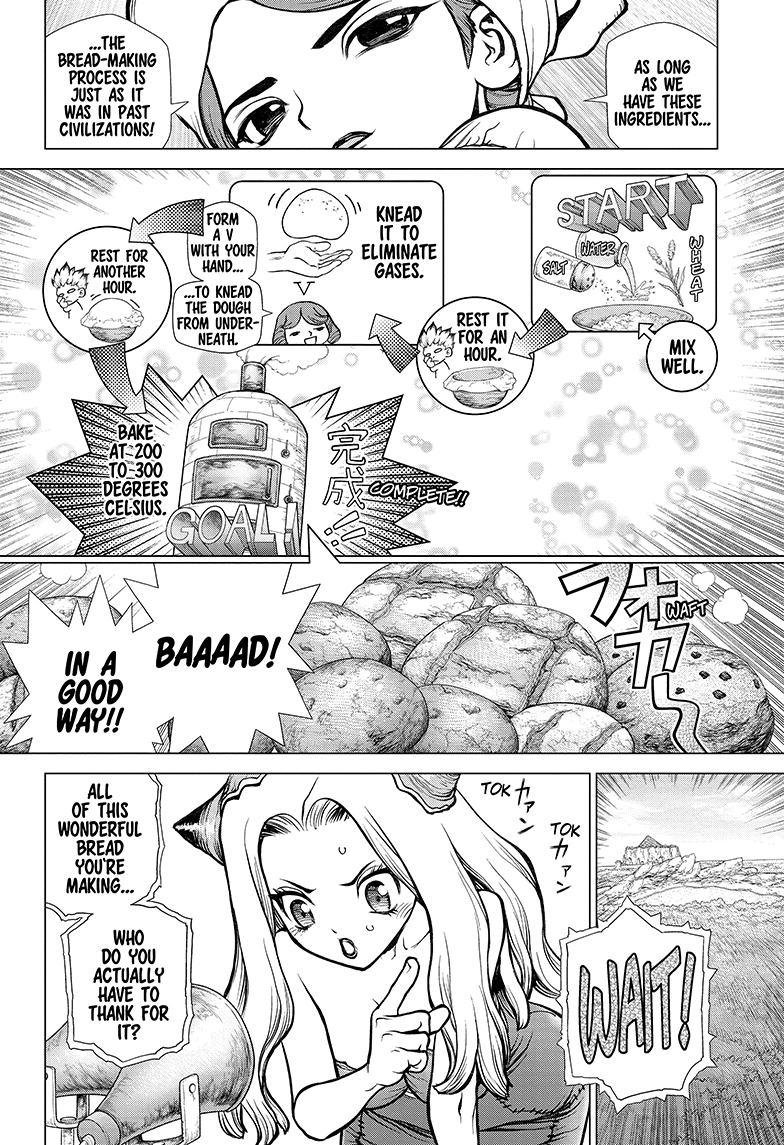 AS LONG
AS WE
HAVE THESE
INGREDIENTS...
...THE
BREAD-MAKING
PROCESS IS
JUST AS IT
WAS IN PAST
CIVILIZATIONS!
START
WATER
SALT
WHEAT
MIX
WELL.
REST IT
FOR AN
HOUR.
KNEAD
IT TO
ELIMINATE
GASES.
FORM
A V
WITH YOUR
HAND...
...TO KNEAD
THE DOUGH
FROM UNDER-
NEATH.
REST FOR
ANOTHER
HOUR.
BAKE
AT 200
TO 300
DEGREES
CELSIUS.
GOAL!
完成
COMPLETE!!
フォカ
WAFT
BAAAAD!
IN A
GOOD
WAY!!
WAIT!
TOK
カァン
TOK
カァン
ALL
OF THIS
WONDERFUL
BREAD
YOU'RE
MAKING...
WHO
DO YOU
ACTUALLY
HAVE TO
THANK FOR
IT?